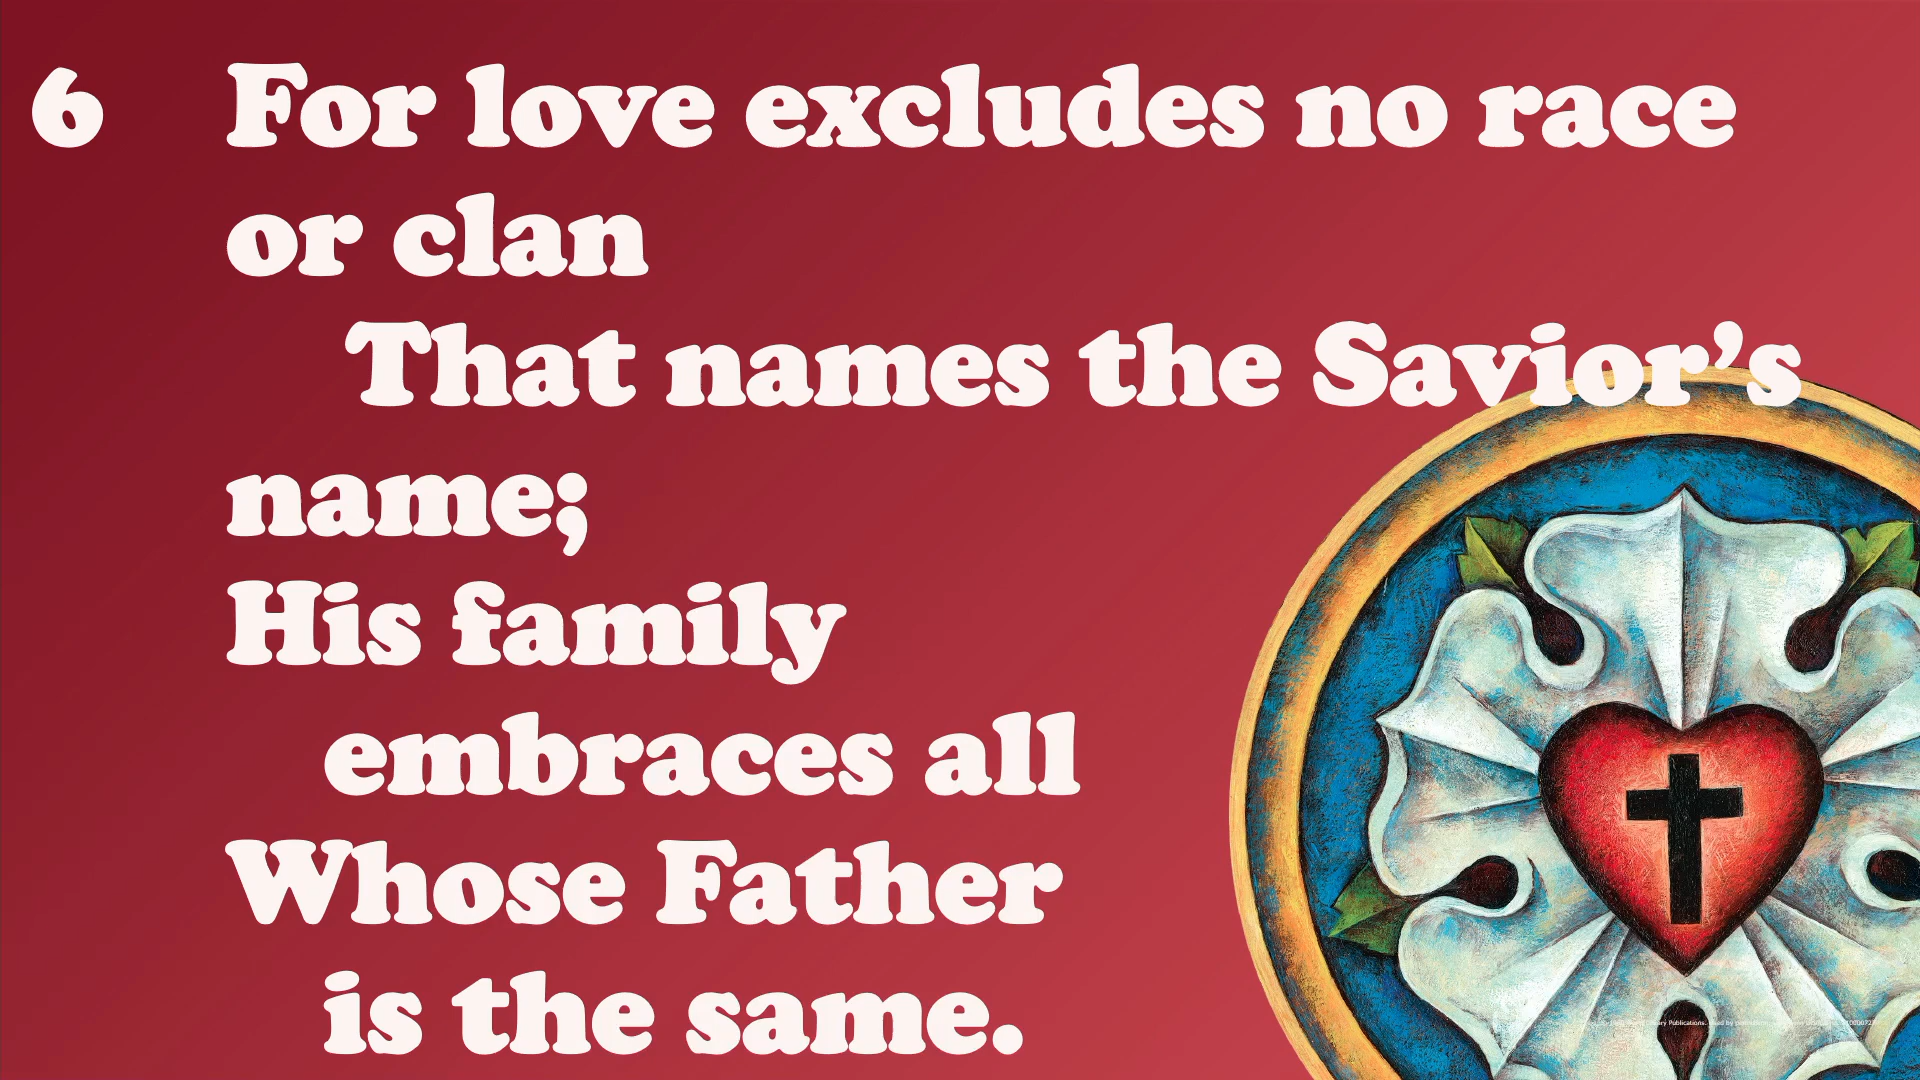 6 For love excludes no race
or clan
That names the Savior’s
name;
His family
embraces all
Whose Father
is the same.
Publications.